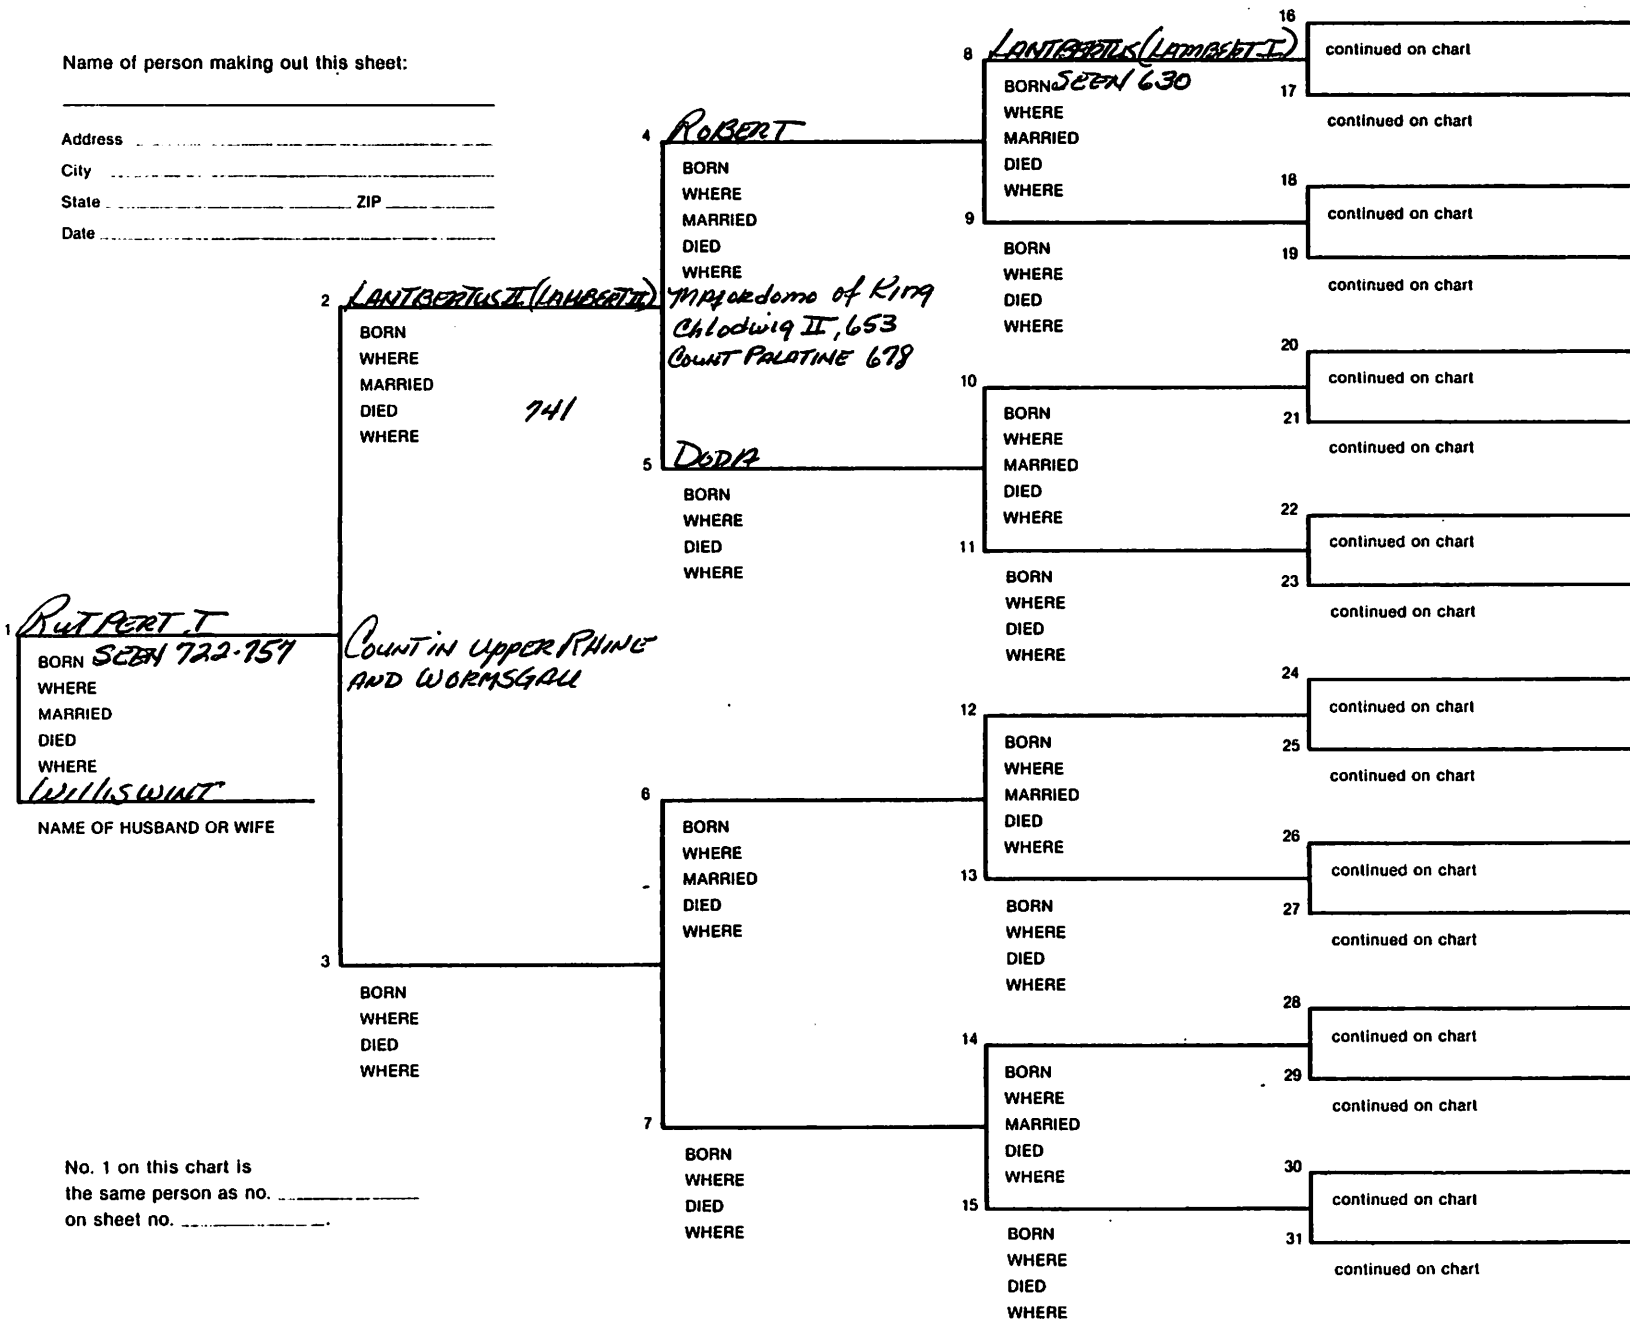 Name of person making out this sheet:
Address
City
State ZIP
Date
1 RUTPERT I
BORN SEEN 722-757
WHERE
MARRIED
DIED
WHERE
WILLISWINT
NAME OF HUSBAND OR WIFE
No. 1 on this chart is
the same person as no.
on sheet no.
2 LANTBERTUS II (LAMBERT II)
BORN
WHERE
MARRIED
DIED 741
WHERE
COUNT IN UPPER RHINE
AND WORMSGAU
3
BORN
WHERE
DIED
WHERE
4 ROBERT
BORN
WHERE
MARRIED
DIED
WHERE
Majordomo of King
Chlodwig II, 653
COUNT PALATINE 678
5 DODA
BORN
WHERE
DIED
WHERE
6
BORN
WHERE
MARRIED
DIED
WHERE
7
BORN
WHERE
DIED
WHERE
8 LANTBERTUS (LAMBERT I)
BORN SEEN 630
WHERE
MARRIED
DIED
WHERE
9
BORN
WHERE
DIED
WHERE
10
BORN
WHERE
MARRIED
DIED
WHERE
11
BORN
WHERE
DIED
WHERE
12
BORN
WHERE
MARRIED
DIED
WHERE
13
BORN
WHERE
DIED
WHERE
14
BORN
WHERE
MARRIED
DIED
WHERE
15
BORN
WHERE
DIED
WHERE
16
continued on chart
17
continued on chart
18
continued on chart
19
continued on chart
20
continued on chart
21
continued on chart
22
continued on chart
23
continued on chart
24
continued on chart
25
continued on chart
26
continued on chart
27
continued on chart
28
continued on chart
29
continued on chart
30
continued on chart
31
continued on chart